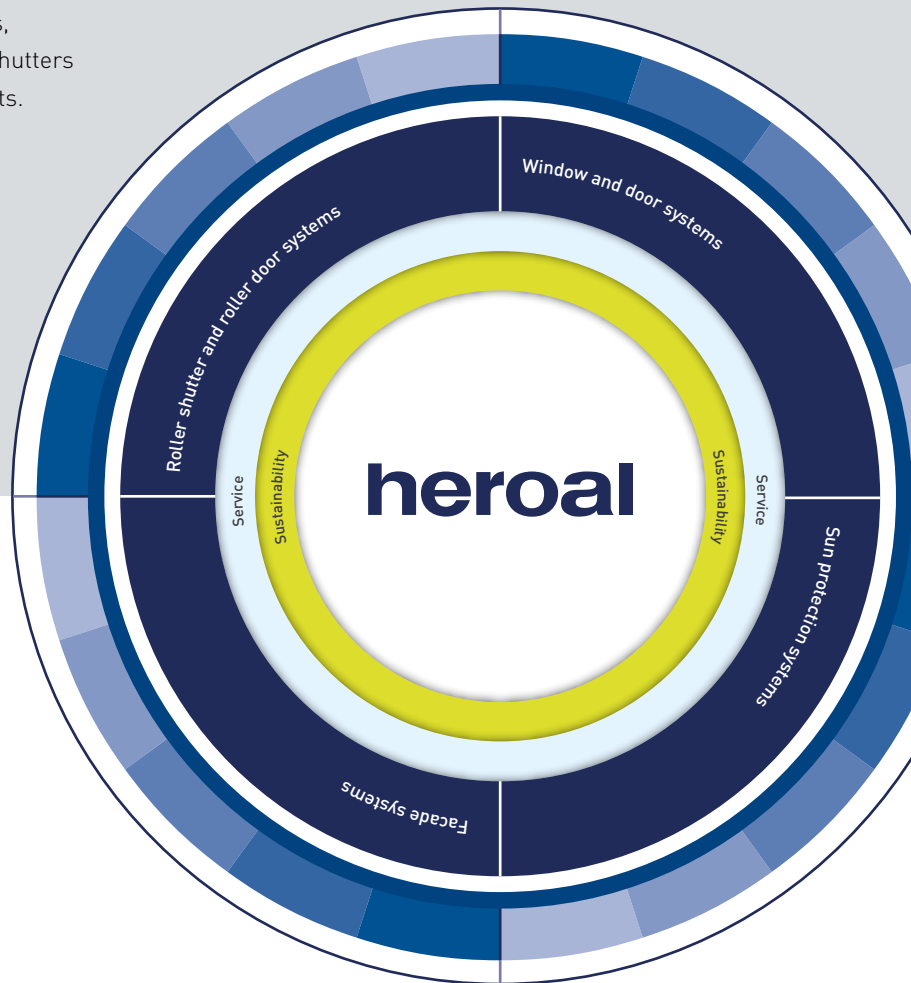 s,
hutters
ts.
Window and door systems
Roller shutter and roller door systems
Service
Sustainability
heroal
Sustainability
Service
Sun protection systems
Facade systems